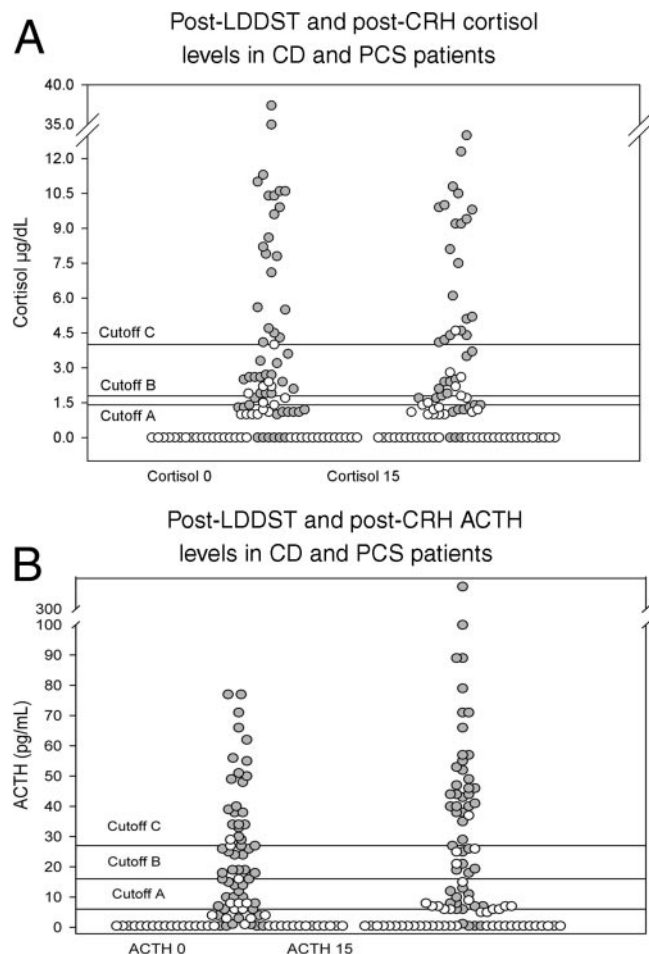 A
Post-LDDST and post-CRH cortisol
levels in CD and PCS patients
40.0
35.0
12.0
10.5
9.0
7.5
6.0
4.5
3.0
1.5
0.0
Cortisol µg/dL
Cutoff C
Cutoff B
Cutoff A
Cortisol 0
Cortisol 15
Post-LDDST and post-CRH ACTH
levels in CD and PCS patients
B
300
100
90
80
70
60
50
40
30
20
10
0
ACTH (pg/mL)
Cutoff C
Cutoff B
Cutoff A
ACTH 0
ACTH 15